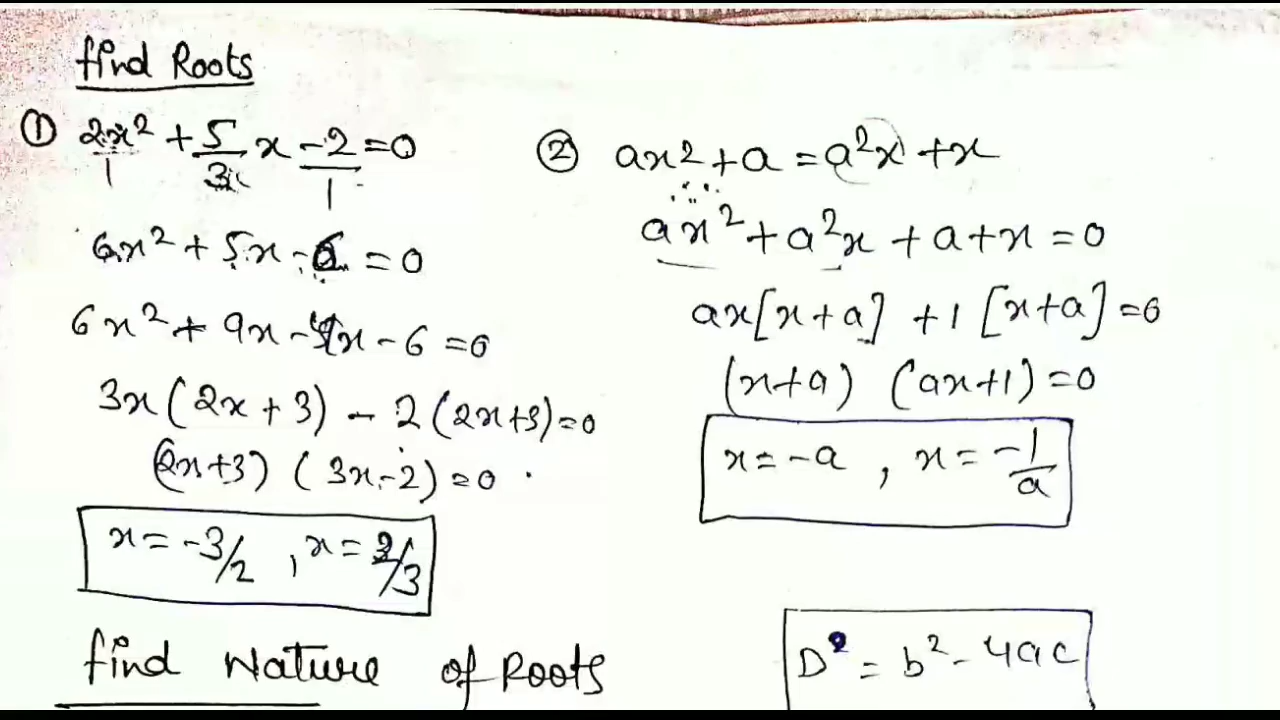 find Roots
① 2x²/1 + 5/3 x - 2/1 = 0
6x² + 5x - 6 = 0
6x² + 9x - 4x - 6 = 0
3x (2x + 3) - 2 (2x+3) = 0
(2x+3) (3x-2) = 0
x = -3/2 , x = 2/3
② ax² + a = a²x + x
ax² + a²x + a + x = 0
ax[x+a] + 1 [x+a] = 0
(x+a) (ax+1) = 0
x = -a , x = -1/a
find Nature of Roots
D = b² - 4ac